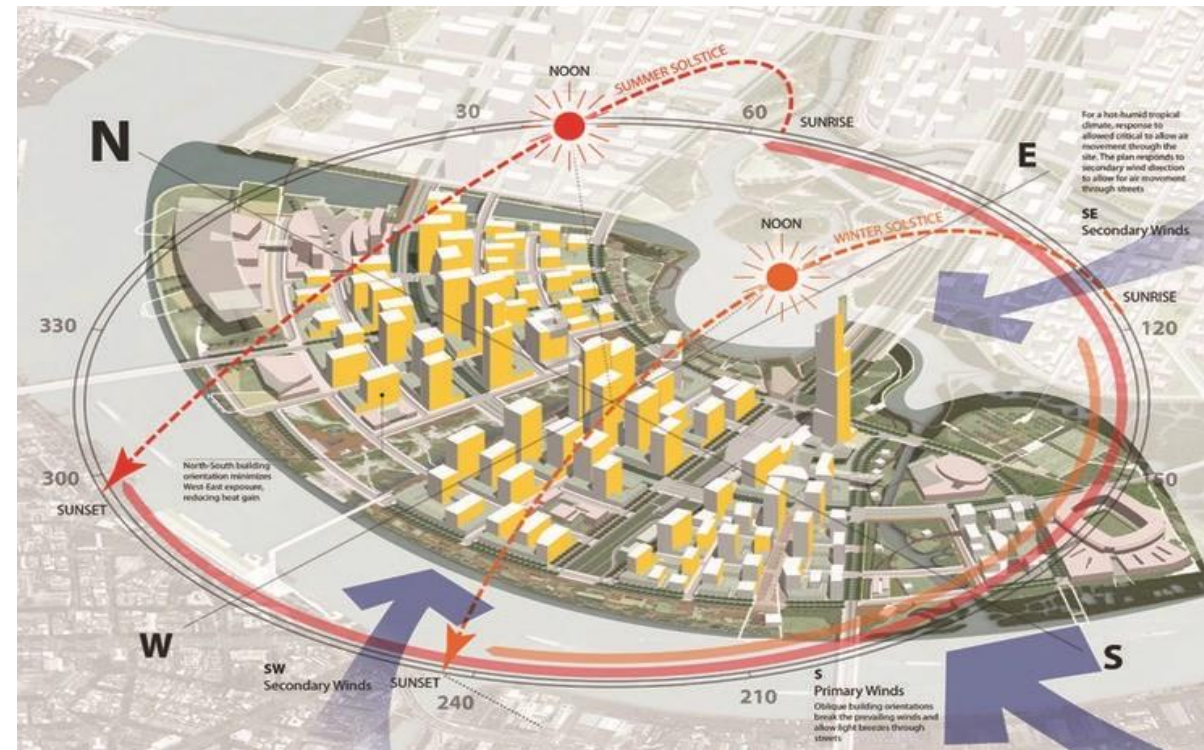 NOON
SUMMER SOLSTICE
30
60
SUNRISE
N
For a hot-humid tropical
climate, response to
allowed critical to allow air
movement through the
site. The plan responds to
secondary wind direction
to allow for air movement
through streets
E
NOON
WINTER SOLSTICE
SE
Secondary Winds
SUNRISE
120
330
300
SUNSET
North-South building
orientation minimizes
West-East exposure,
reducing heat gain
W
SW
Secondary Winds
SUNSET
240
210
S
Primary Winds
Oblique building orientations
break the prevailing winds and
allow light breezes through
streets
S